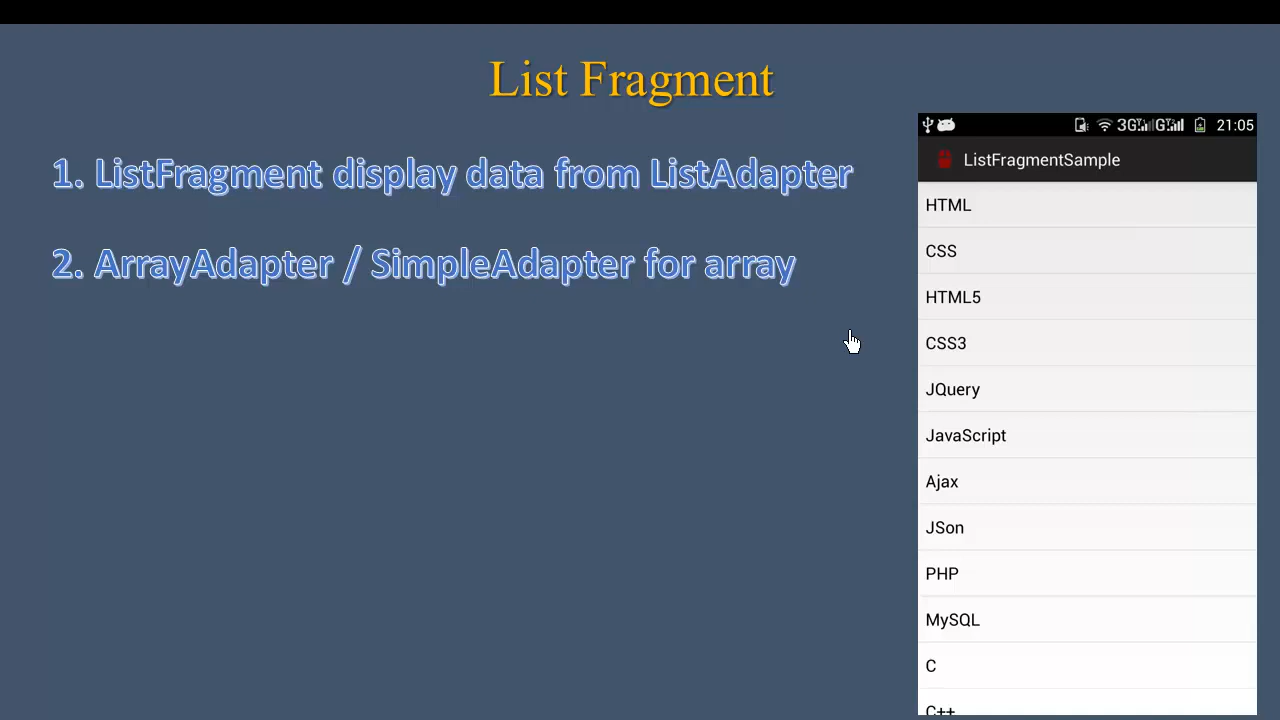 List Fragment
1. ListFragment display data from ListAdapter
2. ArrayAdapter / SimpleAdapter for array
3G G 21:05
ListFragmentSample
HTML
CSS
HTML5
CSS3
JQuery
JavaScript
Ajax
JSon
PHP
MySQL
C
C++